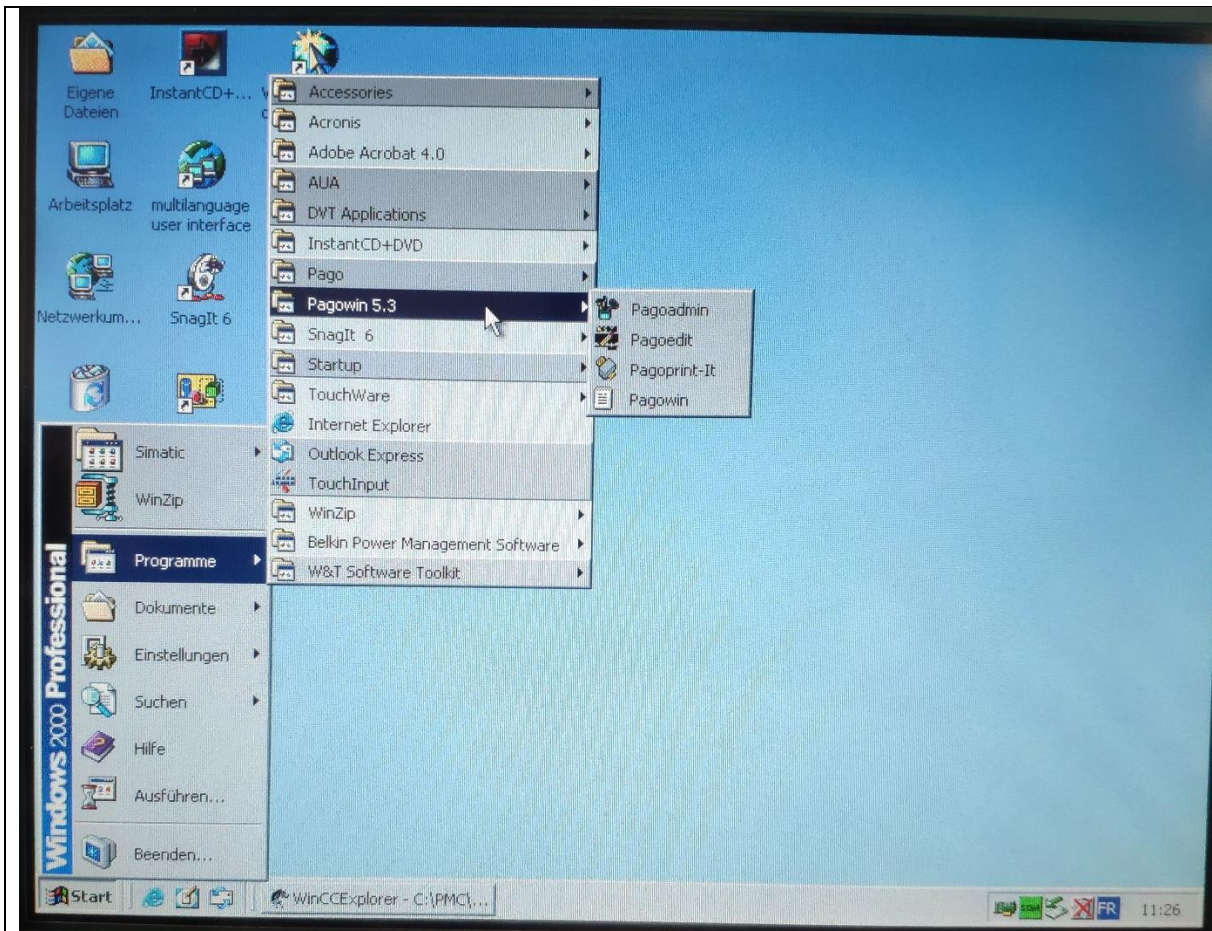 Eigene
Dateien
InstantCD+...
Arbeitsplatz
multilanguage
user interface
Netzwerkum...
SnagIt 6
Accessories
Acronis
Adobe Acrobat 4.0
AUA
DVT Applications
InstantCD+DVD
Pago
Pagowin 5.3
SnagIt 6
Startup
TouchWare
Internet Explorer
Outlook Express
TouchInput
WinZip
Belkin Power Management Software
W&T Software Toolkit
Pagoadmin
Pagoedit
Pagoprint-It
Pagowin
Windows 2000 Professional
Simatic
WinZip
Programme
Dokumente
Einstellungen
Suchen
Hilfe
Ausführen...
Beenden...
Start
WinCCExplorer - C:\PMC\...
FR
11:26